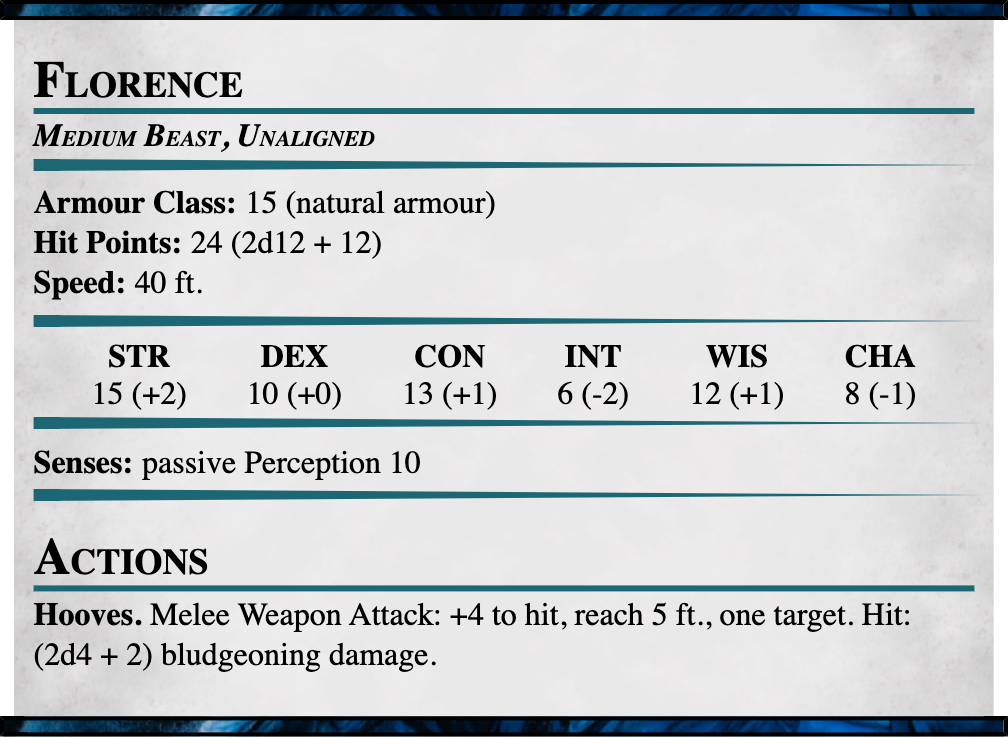 Florence
Medium Beast, Unaligned
Armour Class: 15 (natural armour)
Hit Points: 24 (2d12 + 12)
Speed: 40 ft.
STR DEX CON INT WIS CHA
15 (+2) 10 (+0) 13 (+1) 6 (-2) 12 (+1) 8 (-1)
Senses: passive Perception 10
Actions
Hooves. Melee Weapon Attack: +4 to hit, reach 5 ft., one target. Hit:
(2d4 + 2) bludgeoning damage.